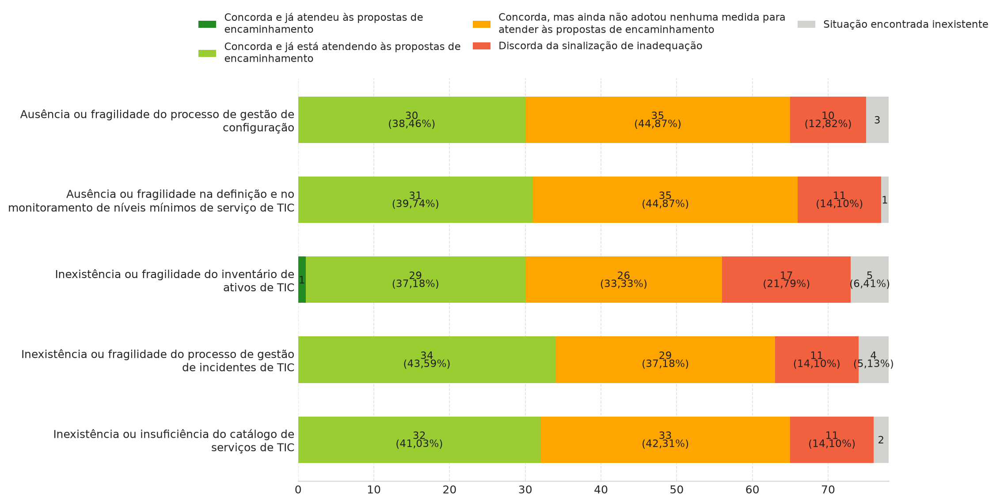 Concorda e já atendeu às propostas de
encaminhamento
Concorda e já está atendendo às propostas de
encaminhamento
Concorda, mas ainda não adotou nenhuma medida para
atender às propostas de encaminhamento
Discorda da sinalização de inadequação
Situação encontrada inexistente
Ausência ou fragilidade do processo de gestão de
configuração
30
(38,46%)
35
(44,87%)
10
(12,82%)
3
Ausência ou fragilidade na definição e no
monitoramento de níveis mínimos de serviço de TIC
31
(39,74%)
35
(44,87%)
11
(14,10%)
1
Inexistência ou fragilidade do inventário de
ativos de TIC
1
29
(37,18%)
26
(33,33%)
17
(21,79%)
5
(6,41%)
Inexistência ou fragilidade do processo de gestão
de incidentes de TIC
34
(43,59%)
29
(37,18%)
11
(14,10%)
4
(5,13%)
Inexistência ou insuficiência do catálogo de
serviços de TIC
32
(41,03%)
33
(42,31%)
11
(14,10%)
2
0 10 20 30 40 50 60 70